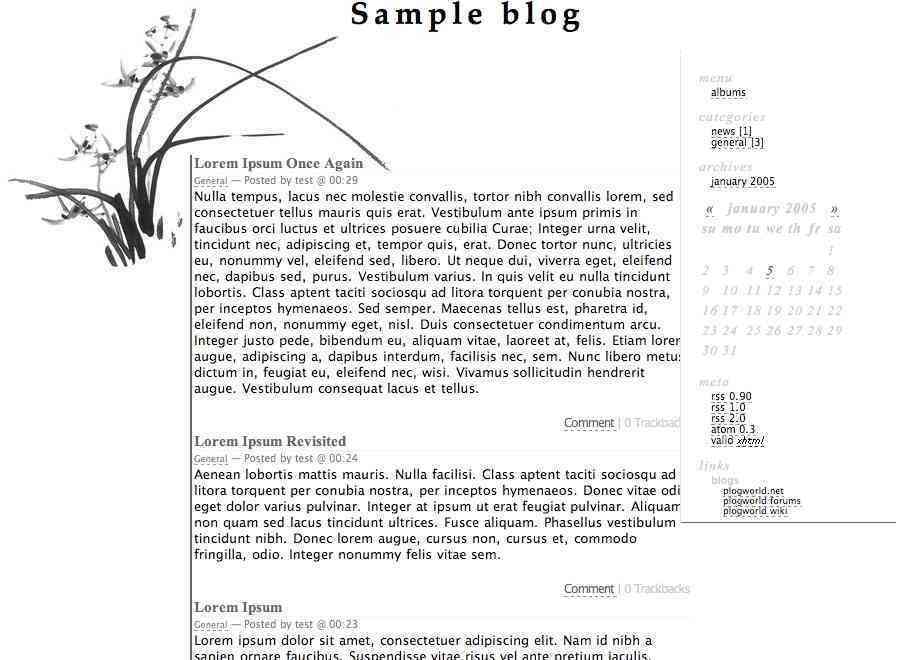 Sample blog
Lorem Ipsum Once Again
General — Posted by test @ 00:29
Nulla tempus, lacus nec molestie convallis, tortor nibh convallis lorem, sed
consectetuer tellus mauris quis erat. Vestibulum ante ipsum primis in
faucibus orci luctus et ultrices posuere cubilia Curae; Integer urna velit,
tincidunt nec, adipiscing et, tempor quis, erat. Donec tortor nunc, ultricies
eu, nonummy vel, eleifend sed, libero. Ut neque dui, viverra eget, eleifend
nec, dapibus sed, purus. Vestibulum varius. In quis velit eu nulla tincidunt
lobortis. Class aptent taciti sociosqu ad litora torquent per conubia nostra,
per inceptos hymenaeos. Sed semper. Maecenas tellus est, pharetra id,
eleifend non, nonummy eget, nisl. Duis consectetuer condimentum arcu.
Integer justo pede, bibendum eu, aliquam vitae, laoreet at, felis. Etiam lorer
augue, adipiscing a, dapibus interdum, facilisis nec, sem. Nunc libero metu
dictum in, feugiat eu, eleifend nec, wisi. Vivamus sollicitudin hendrerit
augue. Vestibulum consequat lacus et tellus.
Comment | 0 Trackbad
Lorem Ipsum Revisited
General — Posted by test @ 00:24
Aenean lobortis mattis mauris. Nulla facilisi. Class aptent taciti sociosqu ad
litora torquent per conubia nostra, per inceptos hymenaeos. Donec vitae odi
eget dolor varius pulvinar. Integer at ipsum ut erat feugiat pulvinar. Aliquam
non quam sed lacus tincidunt ultrices. Fusce aliquam. Phasellus vestibulum
tincidunt nibh. Donec lorem augue, cursus non, cursus et, commodo
fringilla, odio. Integer nonummy felis vitae sem.
Comment | 0 Trackbacks
Lorem Ipsum
General — Posted by test @ 00:23
Lorem ipsum dolor sit amet, consectetuer adipiscing elit. Nam id nibh a
sapien ornare faucibus. Suspendisse vitae risus vel ante pretium iaculis.
menu
albums
categories
news [1]
general [3]
archives
january 2005
« january 2005 »
su mo tu we th fr sa
1
2 3 4 5 6 7 8
9 10 11 12 13 14 15
16 17 18 19 20 21 22
23 24 25 26 27 28 29
30 31
meta
rss 0.90
rss 1.0
rss 2.0
atom 0.3
valid xhtml
links
blogs
plogworld.net
plogworld forums
plogworld wiki